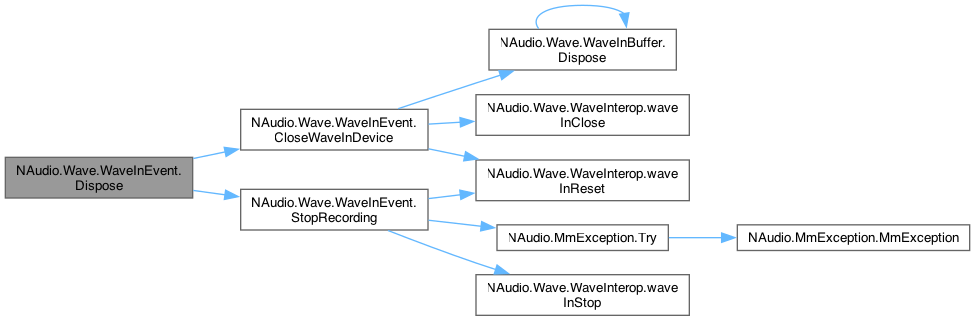 NAudio.Wave.WaveInEvent.
Dispose
NAudio.Wave.WaveInEvent.
CloseWaveInDevice
NAudio.Wave.WaveInBuffer.
Dispose
NAudio.Wave.WaveInterop.wave
InClose
NAudio.Wave.WaveInterop.wave
InReset
NAudio.Wave.WaveInEvent.
StopRecording
NAudio.MmException.Try
NAudio.MmException.MmException
NAudio.Wave.WaveInterop.wave
InStop